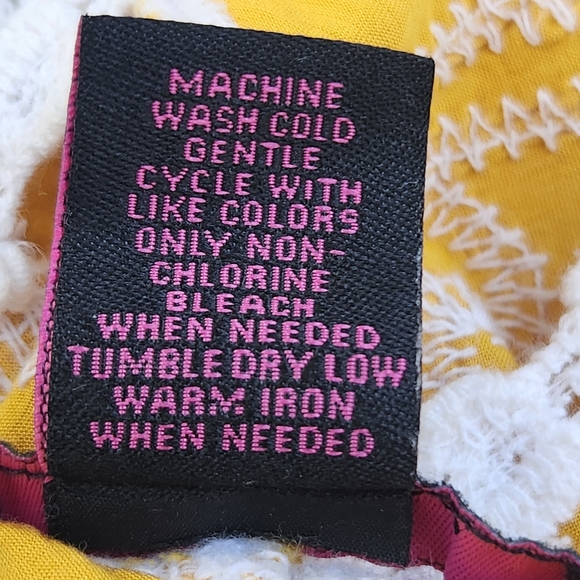 MACHINE
WASH COLD
GENTLE
CYCLE WITH
LIKE COLORS
ONLY NON-
CHLORINE
BLEACH
WHEN NEEDED
TUMBLE DRY LOW
WARM IRON
WHEN NEEDED